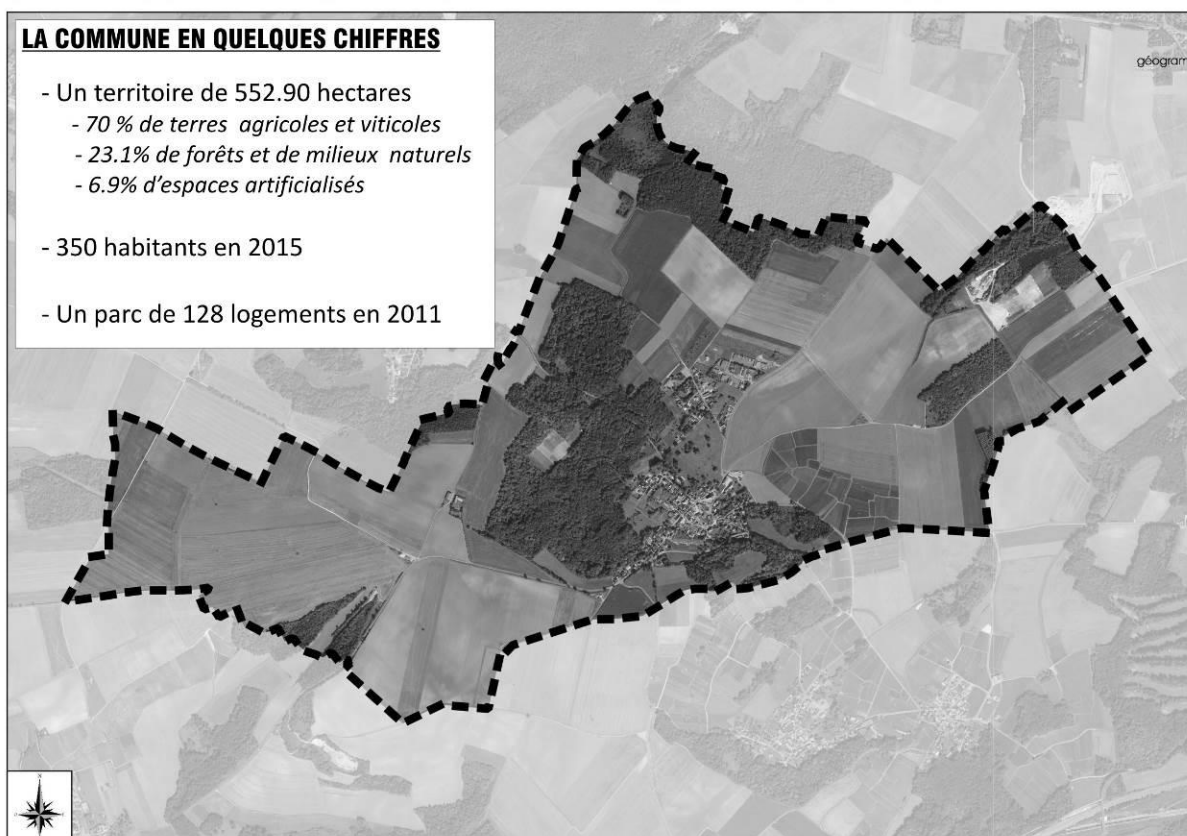 LA COMMUNE EN QUELQUES CHIFFRES
- Un territoire de 552.90 hectares
- 70 % de terres agricoles et viticoles
- 23.1% de forêts et de milieux naturels
- 6.9% d'espaces artificialisés
- 350 habitants en 2015
- Un parc de 128 logements en 2011
géogram